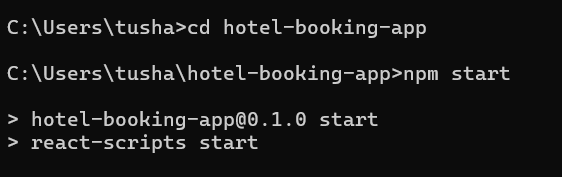 C:\Users\tusha>cd hotel-booking-app
C:\Users\tusha\hotel-booking-app>npm start
> hotel-booking-app@0.1.0 start
> react-scripts start